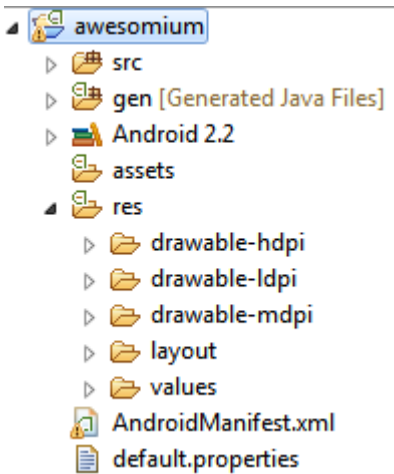 awesomium
src
gen [Generated Java Files]
Android 2.2
assets
res
drawable-hdpi
drawable-ldpi
drawable-mdpi
layout
values
AndroidManifest.xml
default.properties